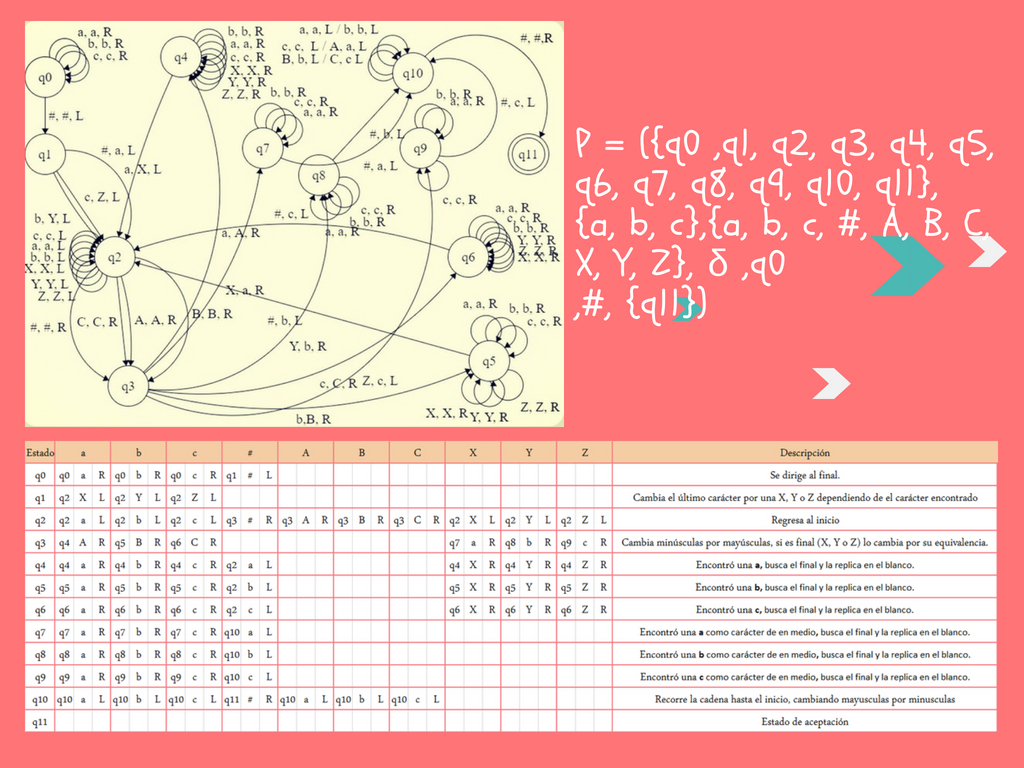 a, a, R
b, b, R
c, c, R
q0
#, #, L
q1
#, a, L
a, X, L
c, Z, L
b, Y, L
c, c, L
a, a, L
b, b, L
X, X, L
Y, Y, L
Z, Z, L
q2
#, #, R
C, C, R
A, A, R
B, B, R
q3
q4
b, b, R
a, a, R
c, c, R
X, X, R
Y, Y, R
Z, Z, R
q7
b, b, R
c, c, R
a, a, R
q8
#, c, L
c, c, R
b, b, R
a, a, R
a, A, R
X, a, R
#, b, L
Y, b, R
c, C, R
Z, c, L
b,B, R
a, a, L / b, b, L
c, c, L / A, a, L
B, b, L / C, c L
q10
#, #,R
b, b, R
a, a, R
#, c, L
#, b, L
#, a, L
q9
q11
c, c, R
q6
a, a, R
c, c, R
b, b, R
Y, Y, R
Z, Z, R
X, X, R
q5
a, a, R
b, b, R
c, c, R
X, X, R
Y, Y, R
Z, Z, R
P = ({q0 ,q1, q2, q3, q4, q5,
q6, q7, q8, q9, q10, q11},
{a, b, c},{a, b, c, #, A, B, C,
X, Y, Z}, δ ,q0
,#, {q11})
Estado a b c # A B C X Y Z Descripción
q0 q0 a R q0 b R q0 c R q1 # L Se dirige al final.
q1 q2 X L q2 Y L q2 Z L Cambia el último carácter por una X, Y o Z dependiendo de el carácter encontrado
q2 q2 a L q2 b L q2 c L q3 # R q3 A R q3 B R q3 C R q2 X L q2 Y L q2 Z L Regresa al inicio
q3 q4 A R q5 B R q6 C R q7 a R q8 b R q9 c R Cambia minúsculas por mayúsculas, si es final (X, Y o Z) lo cambia por su equivalencia.
q4 q4 a R q4 b R q4 c R q2 a L q4 X R q4 Y R q4 Z R Encontró una a, busca el final y la replica en el blanco.
q5 q5 a R q5 b R q5 c R q2 b L q5 X R q5 Y R q5 Z R Encontró una b, busca el final y la replica en el blanco.
q6 q6 a R q6 b R q6 c R q2 c L q6 X R q6 Y R q6 Z R Encontró una c, busca el final y la replica en el blanco.
q7 q7 a R q7 b R q7 c R q10 a L Encontró una a como carácter de en medio, busca el final y la replica en el blanco.
q8 q8 a R q8 b R q8 c R q10 b L Encontró una b como carácter de en medio, busca el final y la replica en el blanco.
q9 q9 a R q9 b R q9 c R q10 c L Encontró una c como carácter de en medio, busca el final y la replica en el blanco.
q10 q10 a L q10 b L q10 c L q11 # R q10 a L q10 b L q10 c L Recorre la cadena hasta el inicio, cambiando mayusculas por minusculas
q11 Estado de aceptación